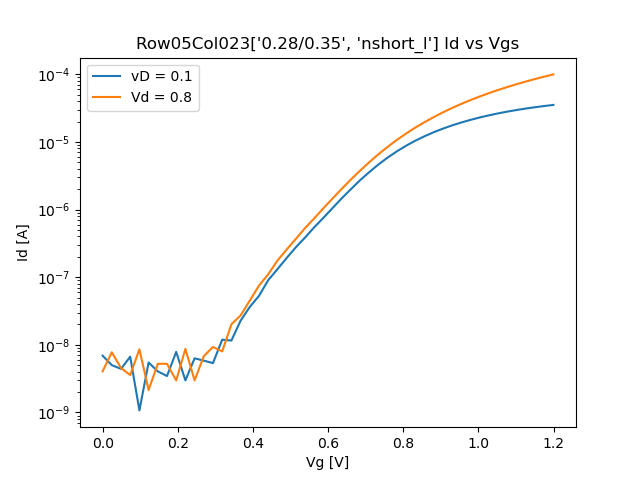 Row05Col023['0.28/0.35', 'nshort_l'] Id vs Vgs
vD = 0.1
Vd = 0.8
10⁻⁴
10⁻⁵
10⁻⁶
10⁻⁷
10⁻⁸
10⁻⁹
Id [A]
0.0 0.2 0.4 0.6 0.8 1.0 1.2
Vg [V]